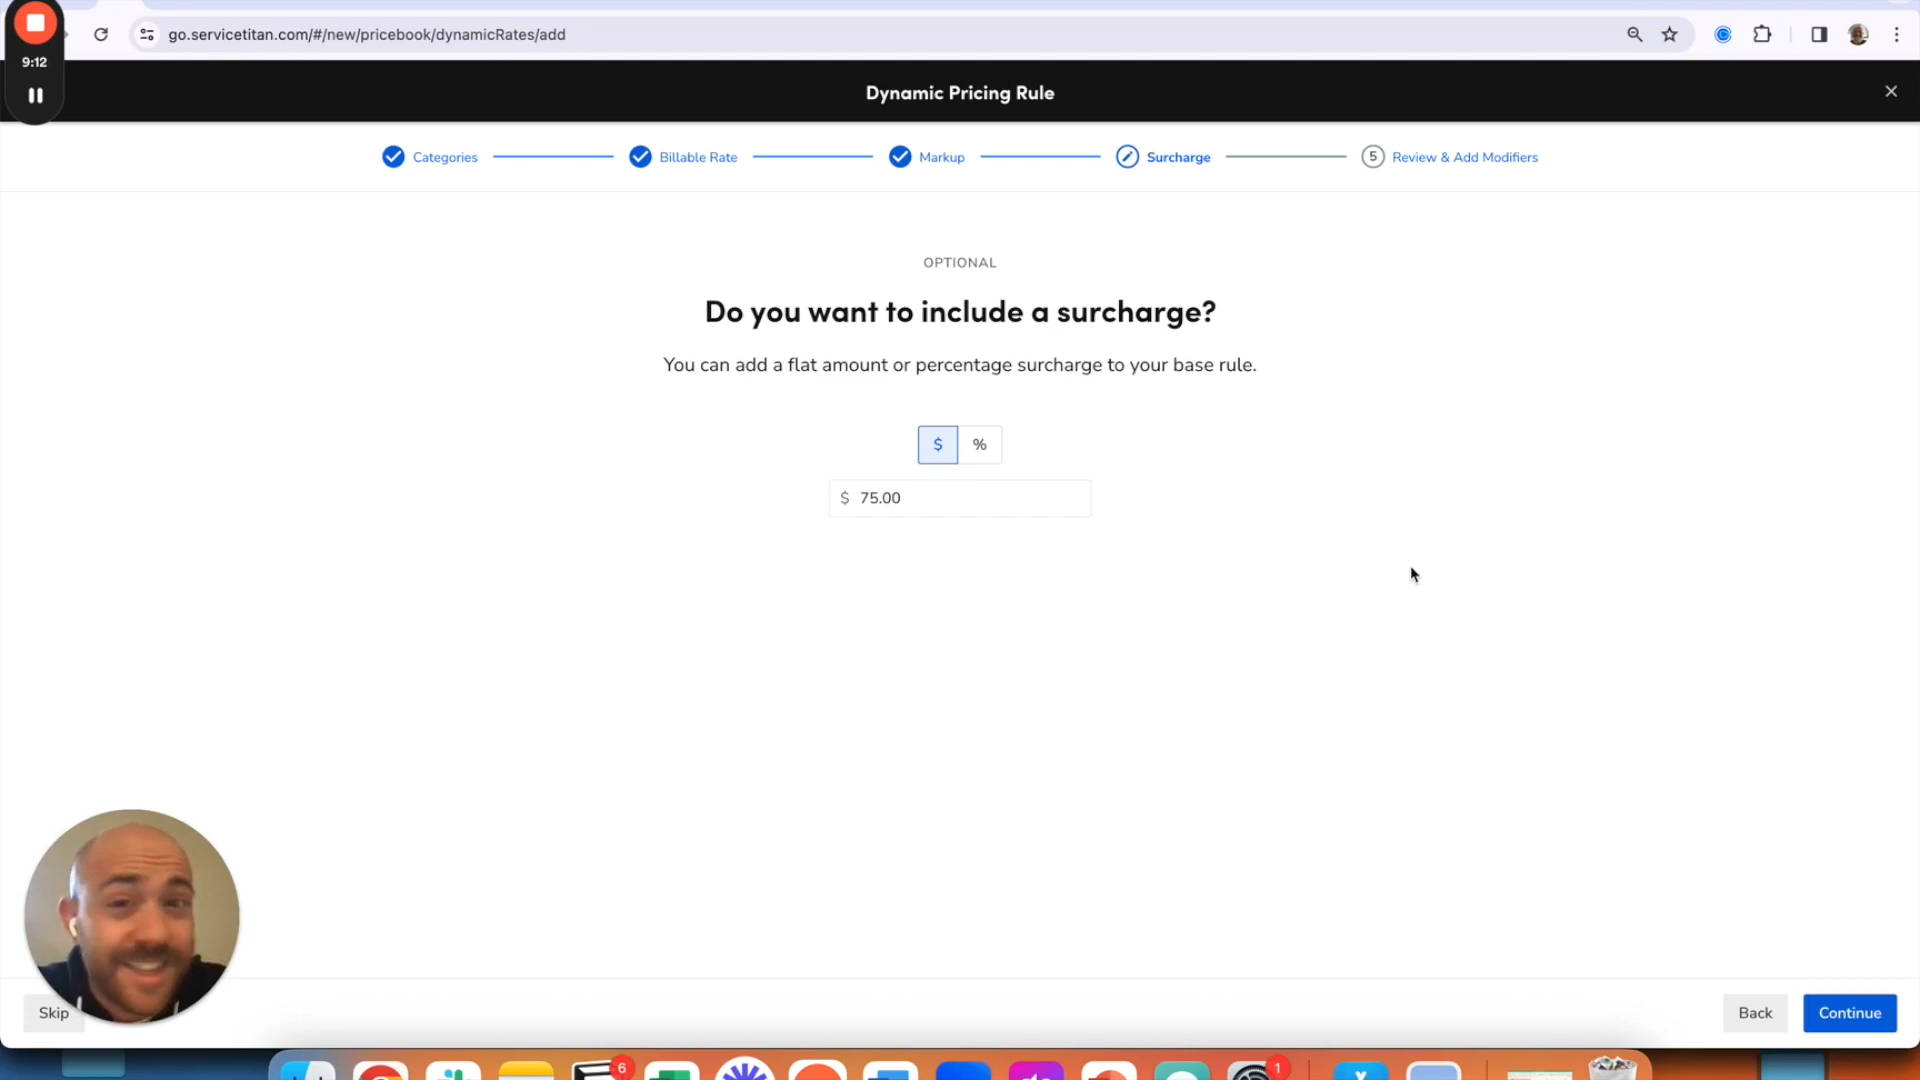 go.servicetitan.com/#/new/pricebook/dynamicRates/add
9:12
Dynamic Pricing Rule
Categories
Billable Rate
Markup
Surcharge
5 Review & Add Modifiers
OPTIONAL
Do you want to include a surcharge?
You can add a flat amount or percentage surcharge to your base rule.
$ %
$ 75.00
Skip
Back
Continue
6
1